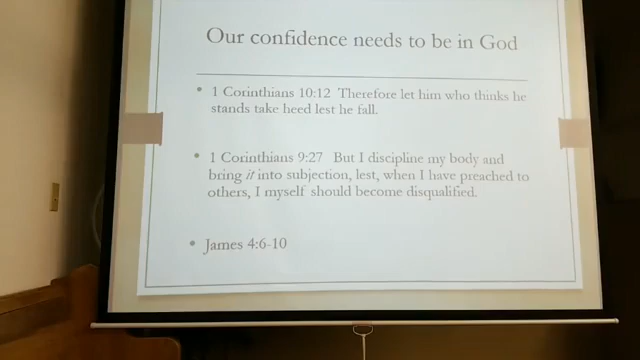 Our confidence needs to be in God
• 1 Corinthians 10:12 Therefore let him who thinks he
stands take heed lest he fall.
• 1 Corinthians 9:27 But I discipline my body and
bring it into subjection, lest, when I have preached to
others, I myself should become disqualified.
• James 4:6-10